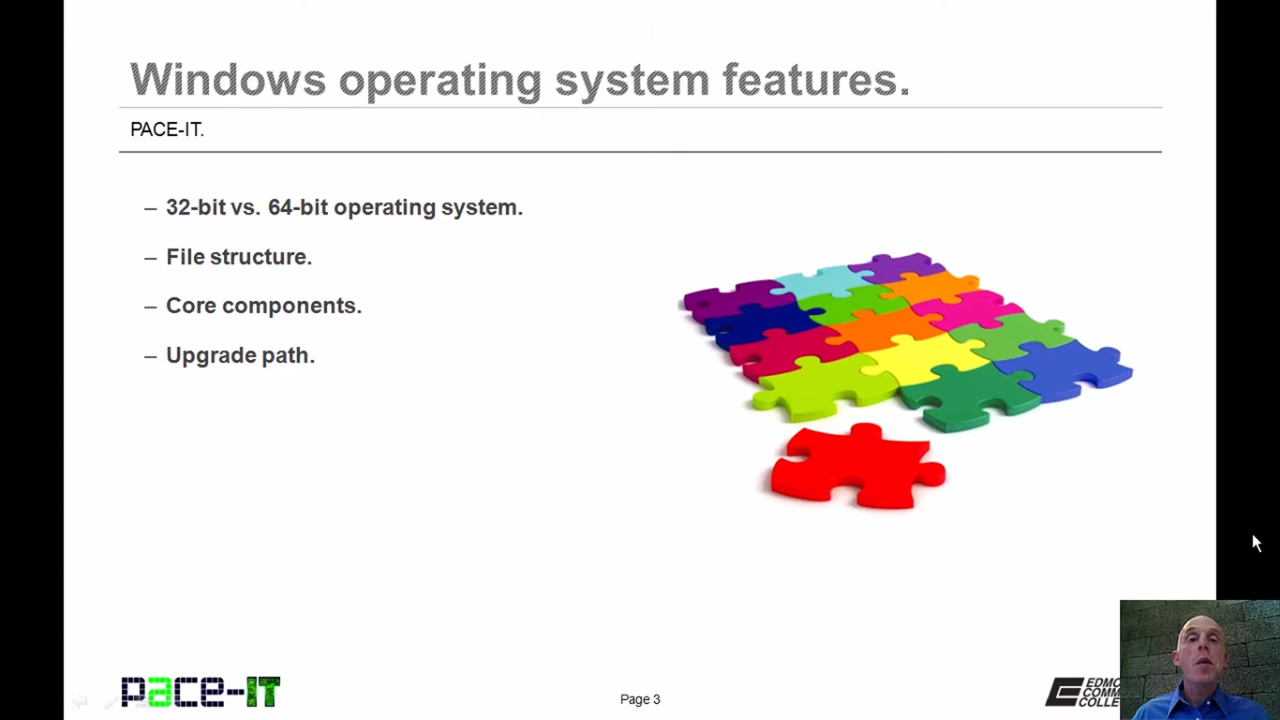 Windows operating system features.
PACE-IT.
– 32-bit vs. 64-bit operating system.
– File structure.
– Core components.
– Upgrade path.
pace-IT
Page 3